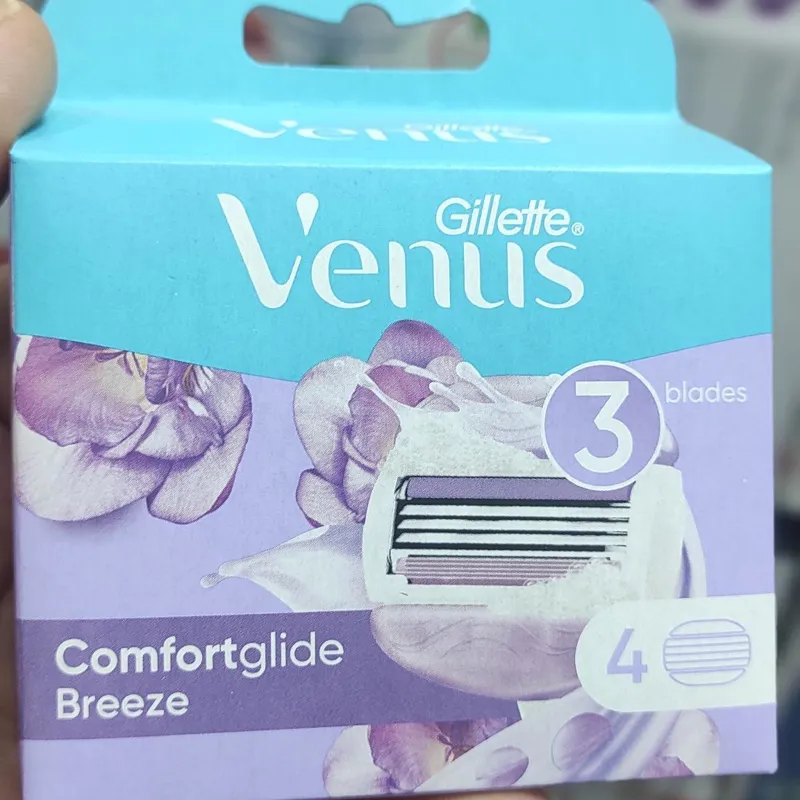 Gillette
Venus
Gillette®
Venus
3 blades
Comfortglide
Breeze
4